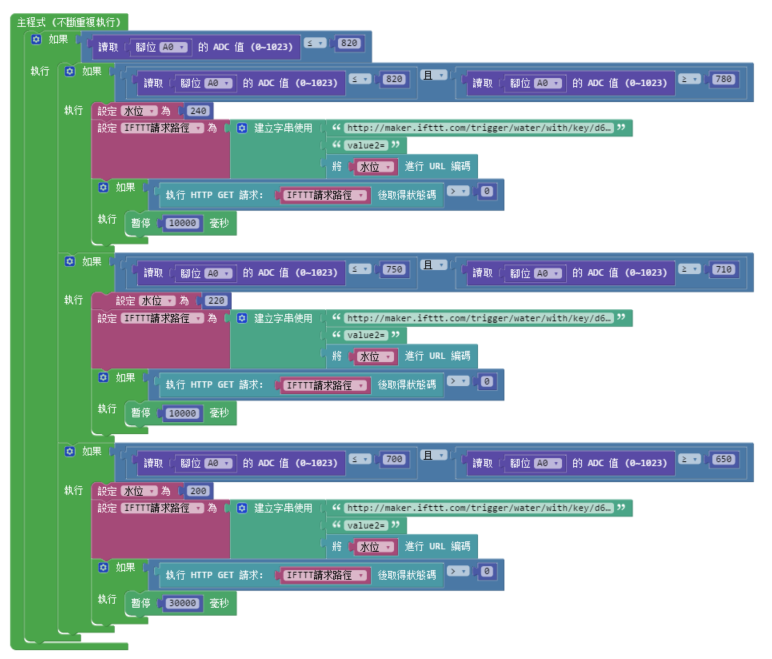 主程式 (不斷重複執行)
如果 讀取 腳位 A0 的 ADC 值 (0~1023) ≤ 820
執行 如果 讀取 腳位 A0 的 ADC 值 (0~1023) ≤ 820 且 讀取 腳位 A0 的 ADC 值 (0~1023) ≥ 780
執行 設定 水位 為 240
設定 IFTTT請求路徑 為 建立字串使用 “ http://maker.ifttt.com/trigger/water/with/key/d6… ”
“ value2= ”
將 水位 進行 URL 編碼
如果 執行 HTTP GET 請求: IFTTT請求路徑 後取得狀態碼 > 0
執行 暫停 10000 毫秒
如果 讀取 腳位 A0 的 ADC 值 (0~1023) ≤ 750 且 讀取 腳位 A0 的 ADC 值 (0~1023) ≥ 710
執行 設定 水位 為 220
設定 IFTTT請求路徑 為 建立字串使用 “ http://maker.ifttt.com/trigger/water/with/key/d6… ”
“ value2= ”
將 水位 進行 URL 編碼
如果 執行 HTTP GET 請求: IFTTT請求路徑 後取得狀態碼 > 0
執行 暫停 10000 毫秒
如果 讀取 腳位 A0 的 ADC 值 (0~1023) ≤ 700 且 讀取 腳位 A0 的 ADC 值 (0~1023) ≥ 650
執行 設定 水位 為 200
設定 IFTTT請求路徑 為 建立字串使用 “ http://maker.ifttt.com/trigger/water/with/key/d6… ”
“ value2= ”
將 水位 進行 URL 編碼
如果 執行 HTTP GET 請求: IFTTT請求路徑 後取得狀態碼 > 0
執行 暫停 30000 毫秒